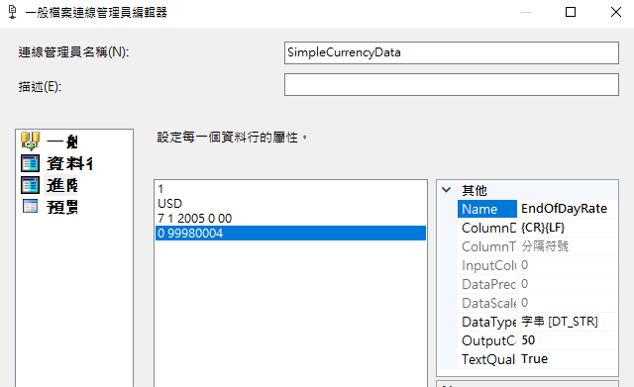 一般檔案連線管理員編輯器
連線管理員名稱(N):
SimpleCurrencyData
描述(E):
一般
資料行
進階
預覽
設定每一個資料行的屬性。
1
USD
7 1 2005 0 00
0 99980004
其他
Name EndOfDayRate
ColumnD {CR}{LF}
ColumnT 分隔符號
InputColu 0
DataPrec 0
DataScale 0
DataType 字串 [DT_STR]
OutputC 50
TextQual True